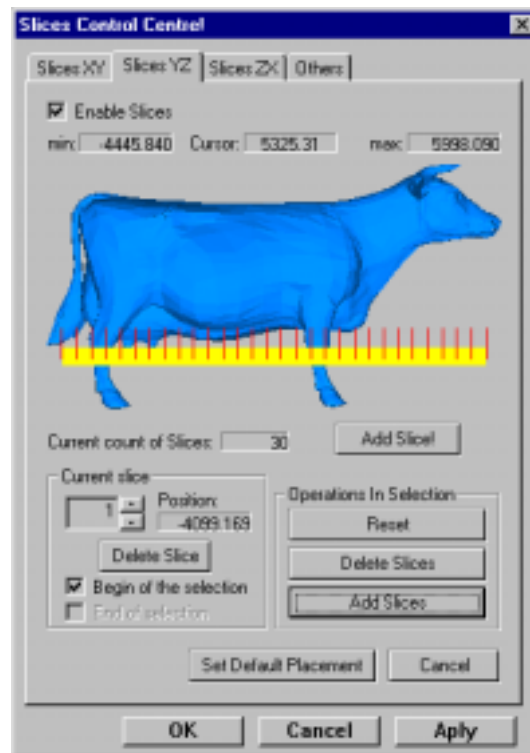 Slices Control Centre!
Slices XY Slices YZ Slices ZX Others
Enable Slices
min: -4445.840 Cursor: 5325.31 max: 5998.090
Current count of Slices: 30 Add Slice!
Current slice
1 Position:
-4099.169
Delete Slice
Begin of the selection
End of selection
Operations In Selection
Reset
Delete Slices
Add Slices
Set Default Placement Cancel
OK Cancel Aply